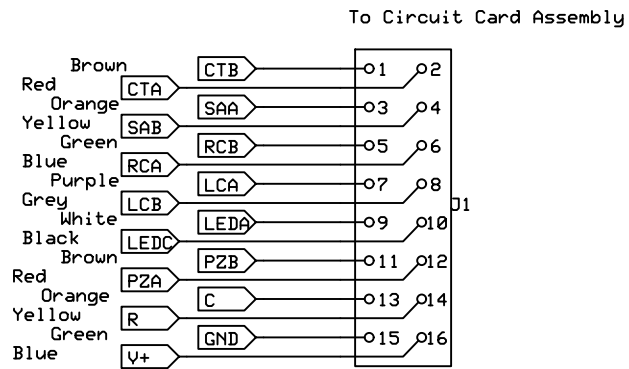 To Circuit Card Assembly
Brown CTB 1 2
Red CTA
Orange SAA 3 4
Yellow SAB
Green RCB 5 6
Blue RCA
Purple LCA 7 8
Grey LCB J1
White LEDA 9 10
Black LEDC
Brown PZB 11 12
Red PZA
Orange C 13 14
Yellow R
Green GND 15 16
Blue V+